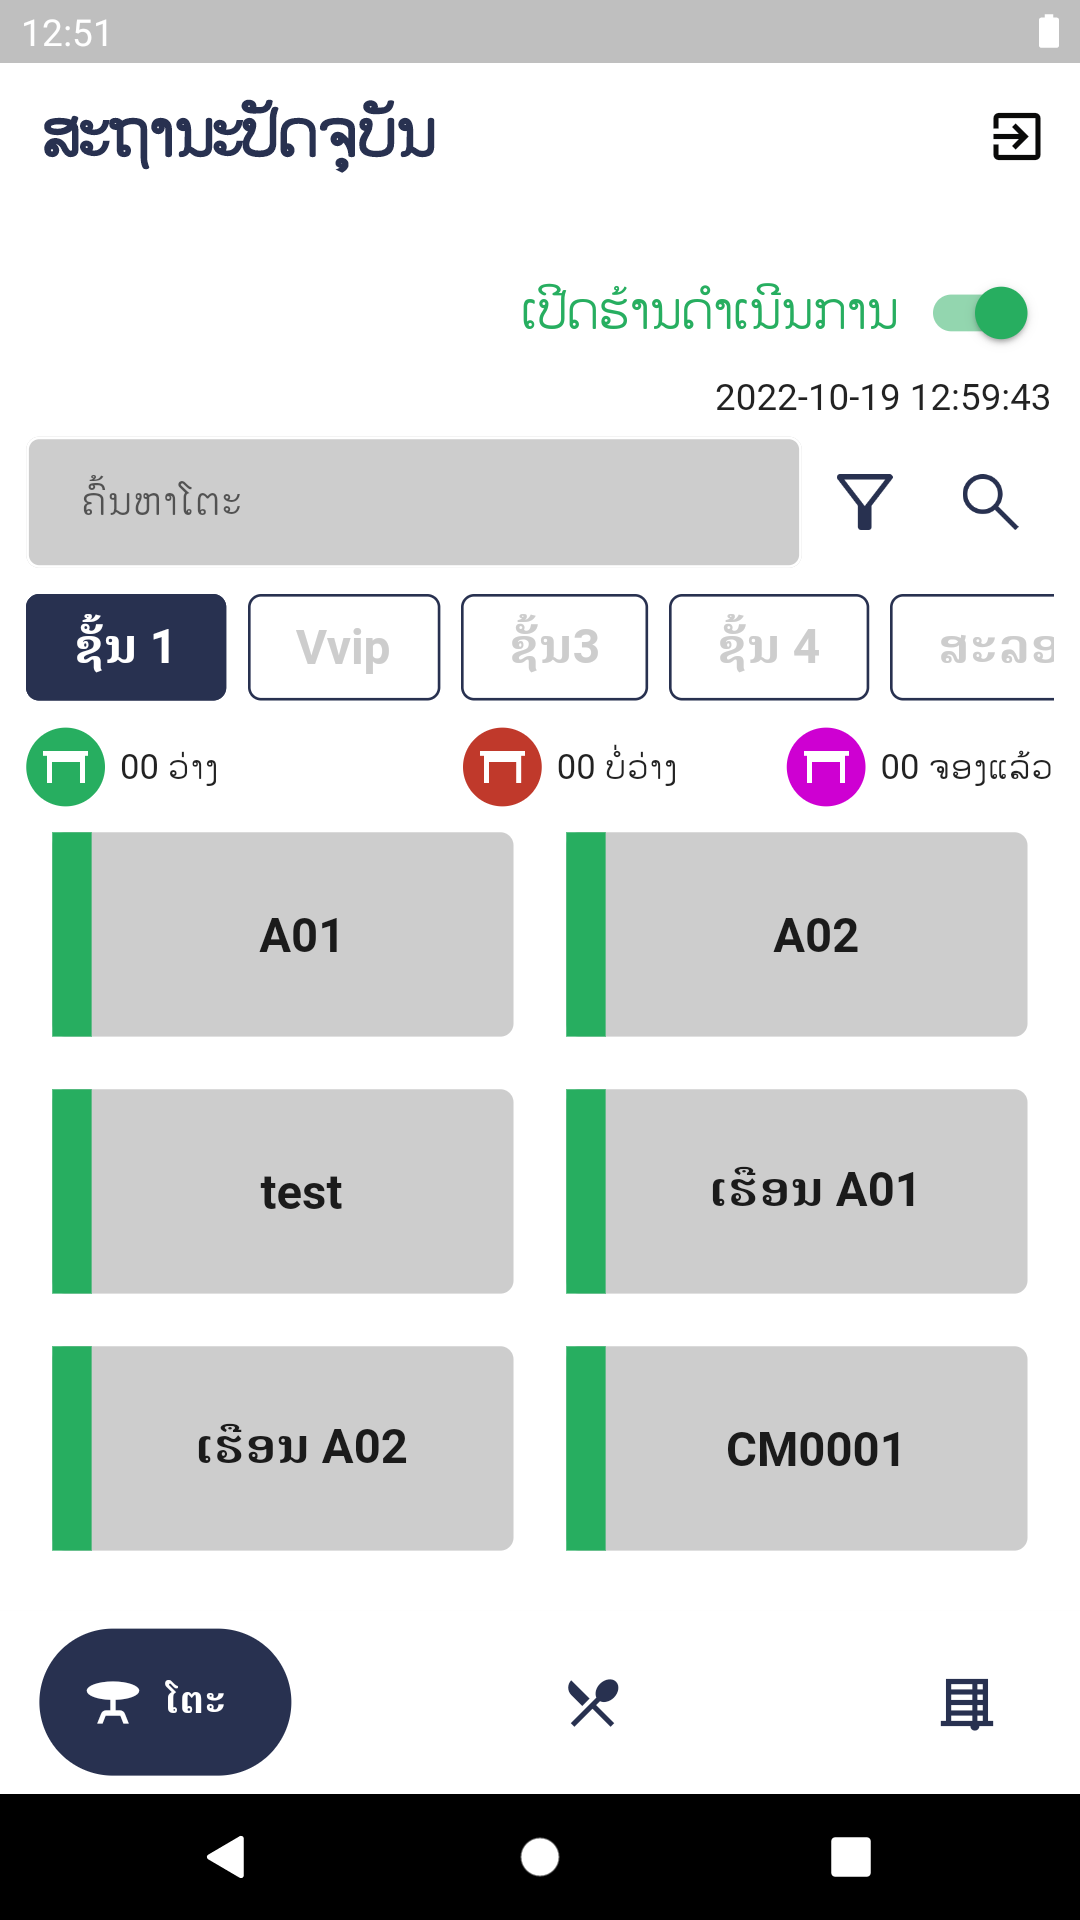 12:51
ສະຖານະປັດຈຸບັນ
ເປີດຮ້ານດຳເນີນການ
2022-10-19 12:59:43
ຄົ້ນຫາໂຕະ
ຊັ້ນ 1 Vvip ຊັ້ນ3 ຊັ້ນ 4 ສະລອ
00 ວ່າງ 00 ບໍ່ວ່າງ 00 ຈອງແລ້ວ
A01 A02
test ເຮືອນ A01
ເຮືອນ A02 CM0001
ໂຕະ